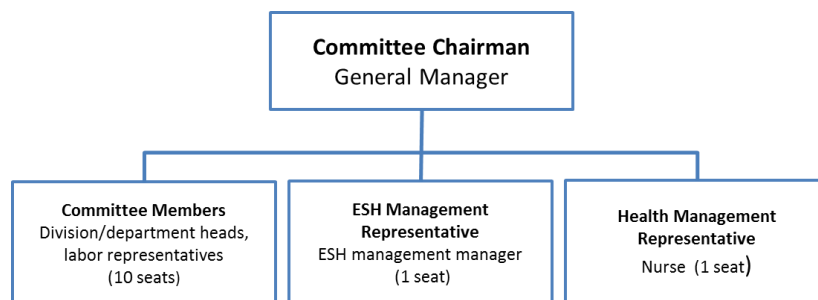 Committee Chairman
General Manager
Committee Members
Division/department heads,
labor representatives
(10 seats)
ESH Management
Representative
ESH management manager
(1 seat)
Health Management
Representative
Nurse (1 seat)